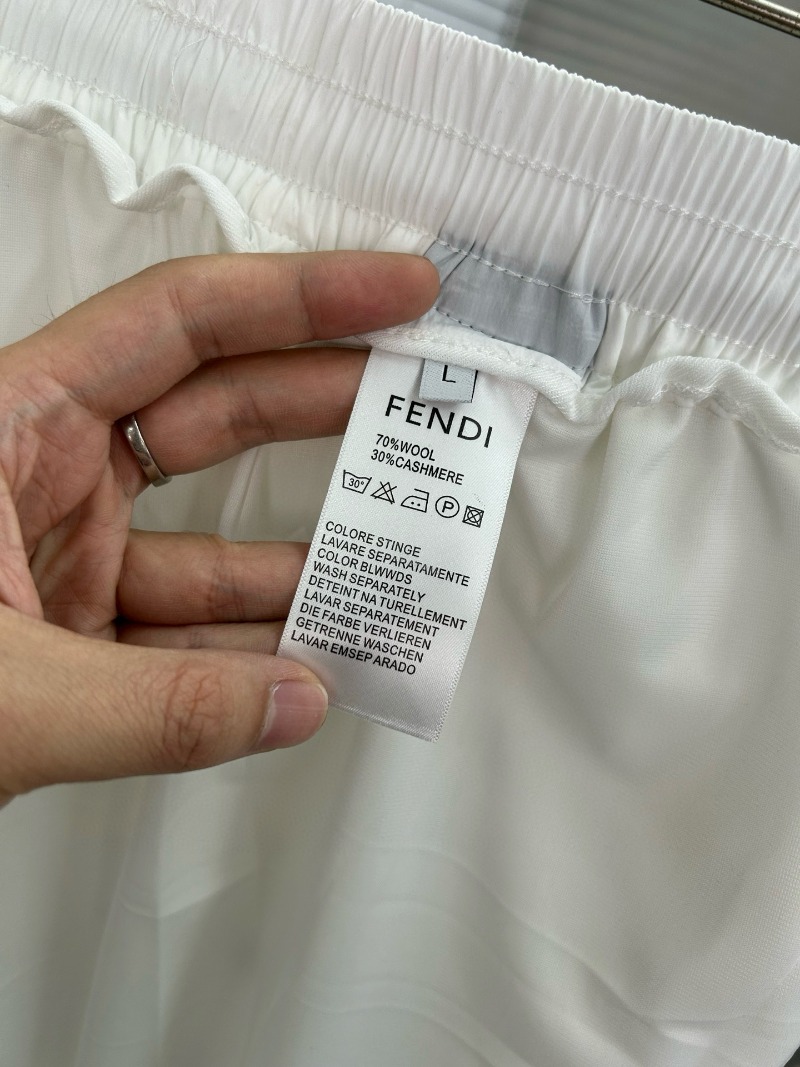 L
FENDI
70%WOOL
30%CASHMERE
30°
P
COLORE STINGE
LAVARE SEPARATAMENTE
COLOR BLWWDS
WASH SEPARATELY
DETEINT NA TURELLEMENT
LAVAR SEPARTEMENT
DIE FARBE VERLIEREN
GETRENNE WASCHEN
LAVAR EMSEP ARADO